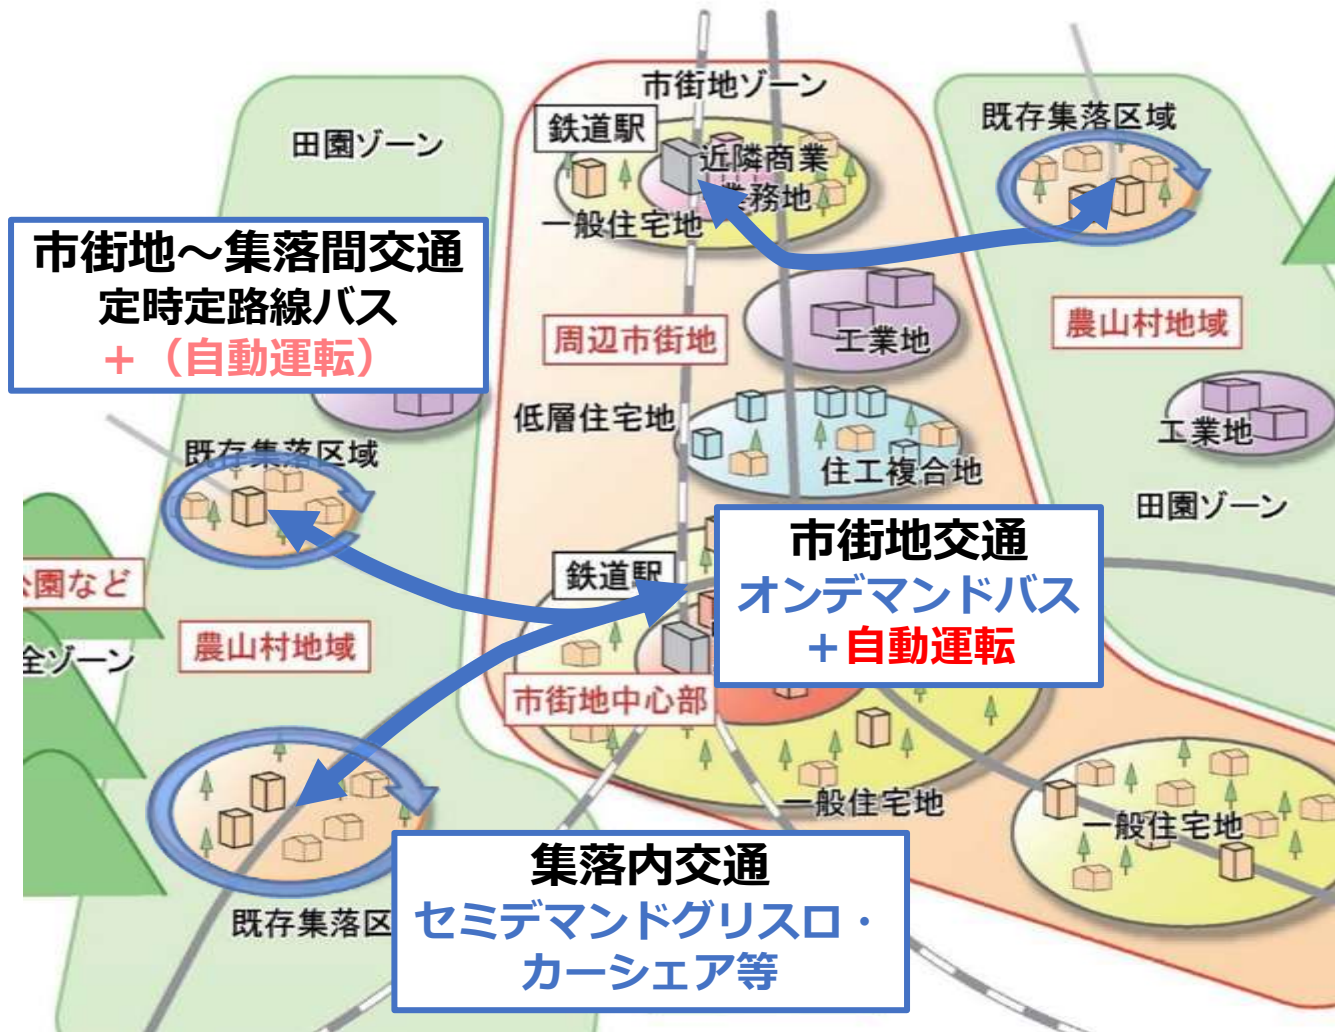 市街地ゾーン
鉄道駅
近隣商業
業務地
一般住宅地
既存集落区域
田園ゾーン
市街地～集落間交通
定時定路線バス
+（自動運転）
周辺市街地
工業地
農山村地域
低層住宅地
住工複合地
工業地
田園ゾーン
既存集落区域
市街地交通
オンデマンドバス
+自動運転
鉄道駅
公園など
全ゾーン
農山村地域
市街地中心部
一般住宅地
一般住宅地
集落内交通
セミデマンドグリスロ・
カーシェア等
既存集落区